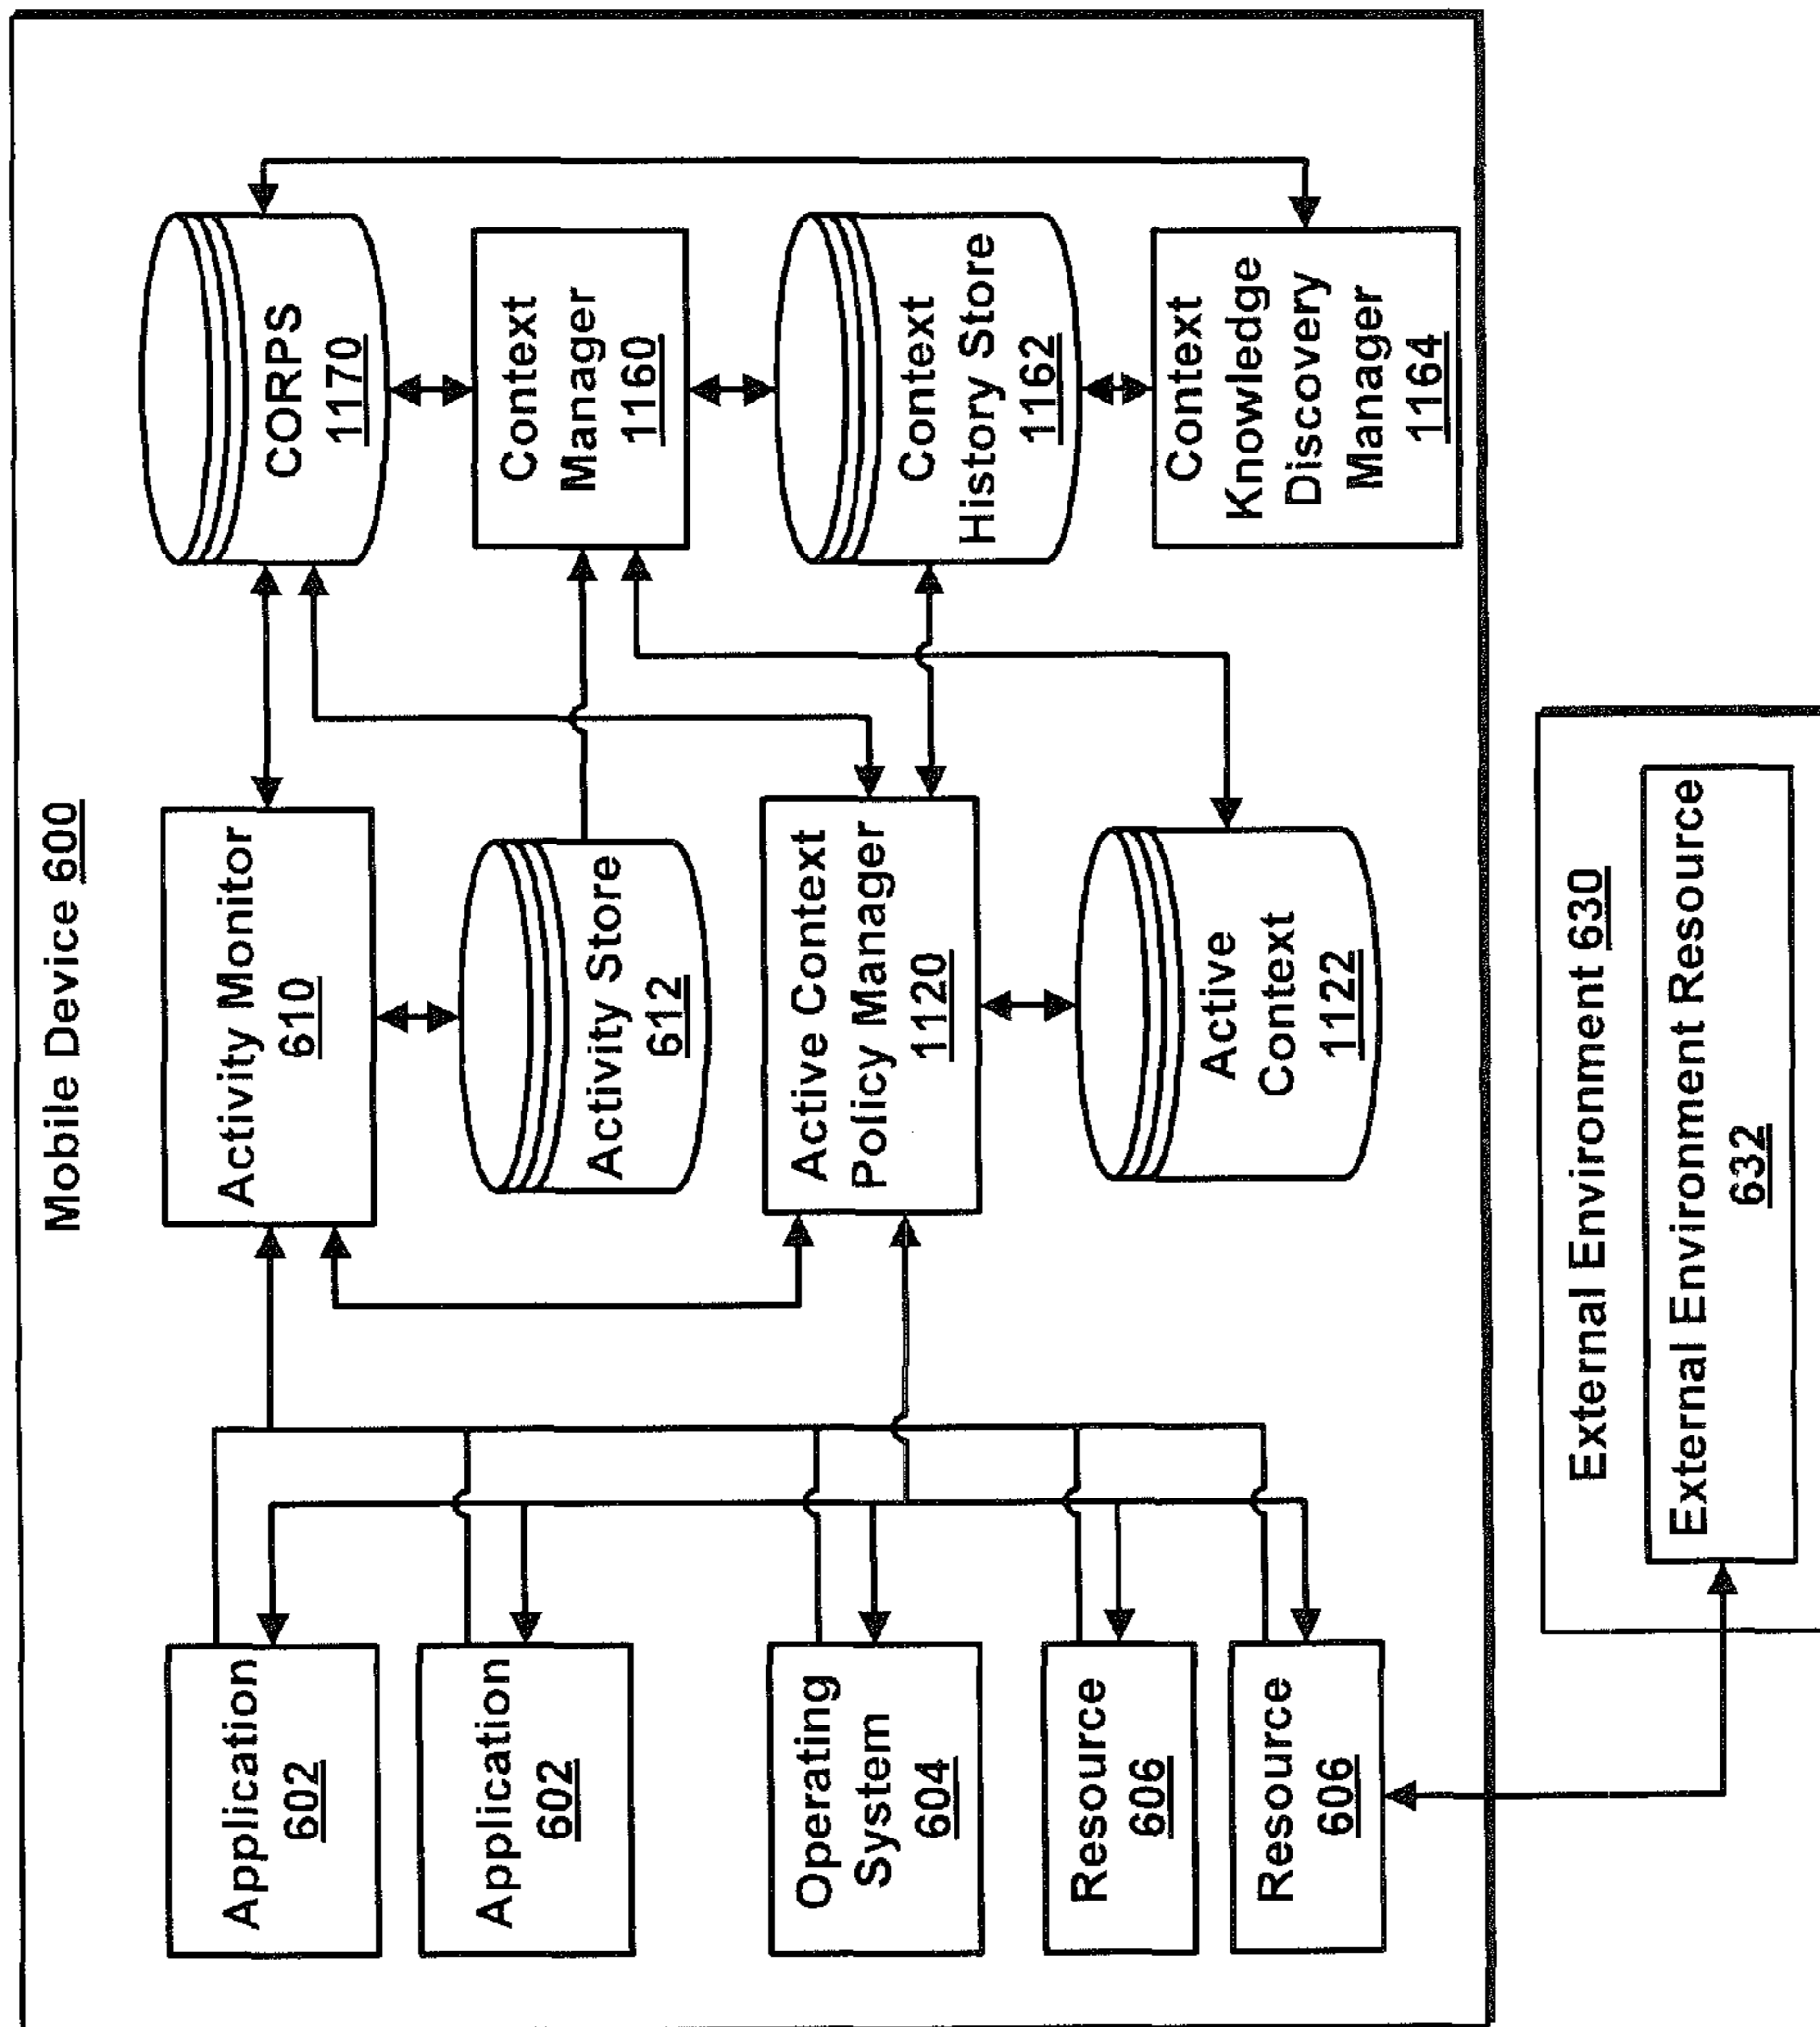 Mobile Device 600
Application
602
Application
602
Operating
System
604
Resource
606
Resource
606
Activity Monitor
610
Activity Store
612
Active Context
Policy Manager
1120
Active
Context
1122
CORPS
1170
Context
Manager
1160
Context
History Store
1162
Context
Knowledge
Discovery
Manager
1164
External Environment 630
External Environment Resource
632